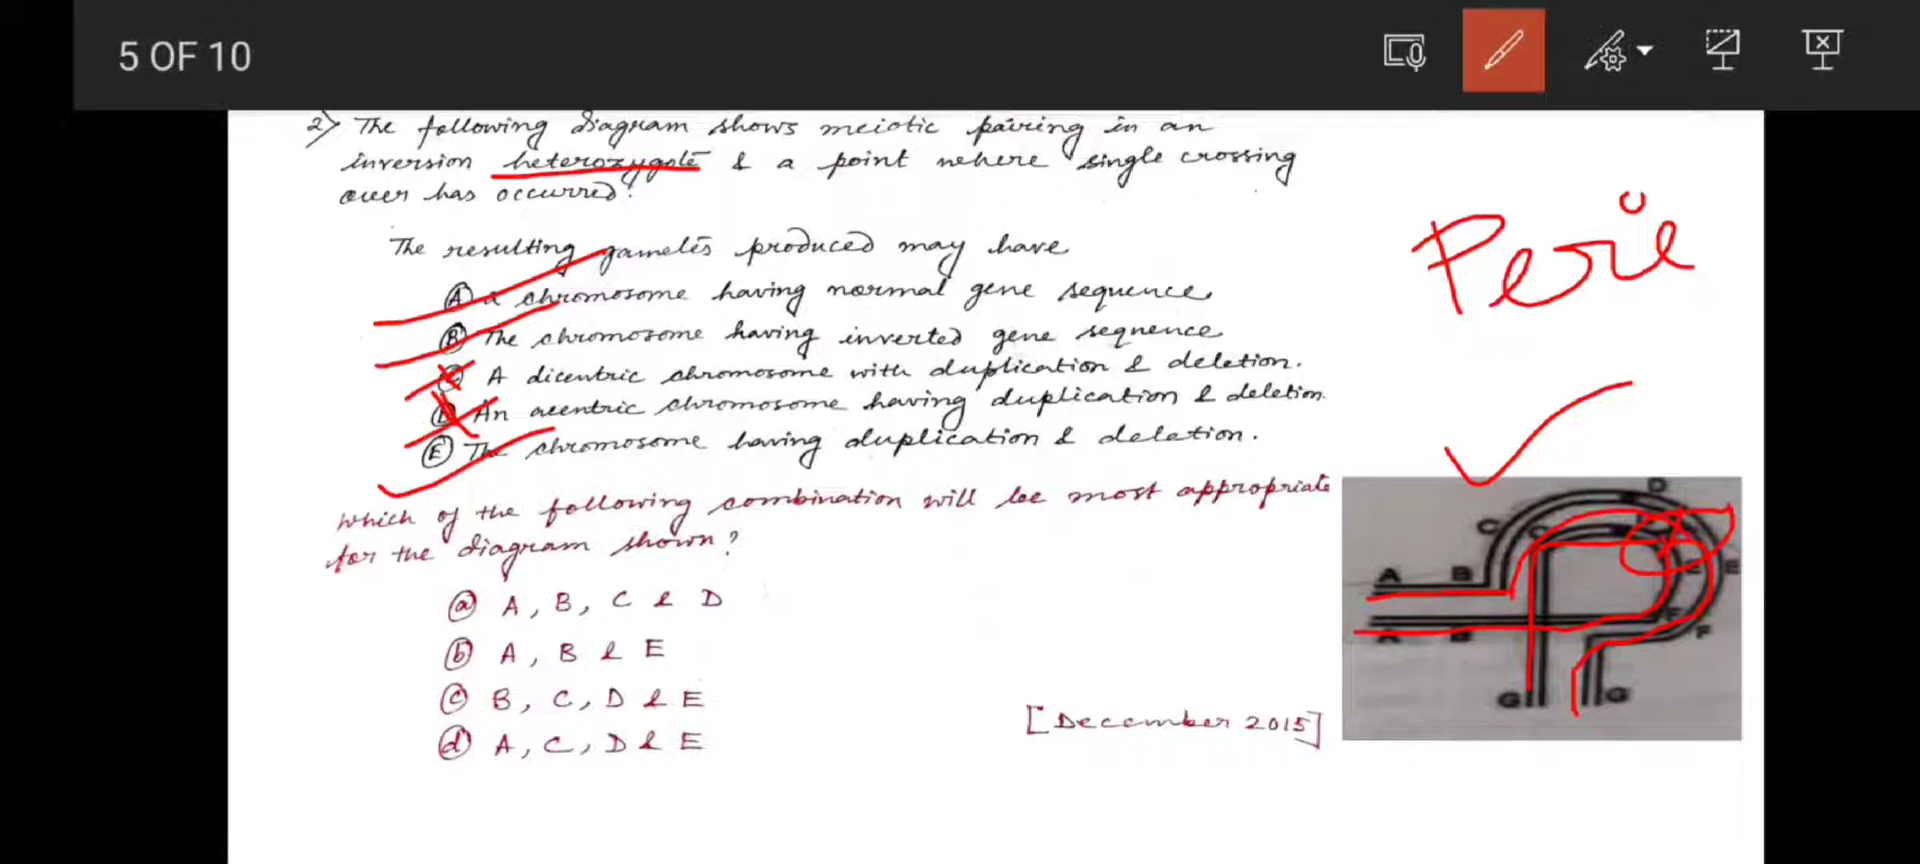 5 OF 10
2) The following Diagram shows meiotic pairing in an
inversion heterozygote & a point where single crossing
over has occurred?
The resulting gametes produced may have
(A) a chromosome having normal gene sequence.
(B) The chromosome having inverted gene sequence
(C) A dicentric chromosome with duplication & deletion.
(D) An acentric chromosome having duplication & deletion.
(E) The chromosome having duplication & deletion.
Which of the following combination will be most appropriate
for the diagram shown?
(a) A, B, C & D
(b) A, B & E
(c) B, C, D & E
(d) A, C, D & E
[December 2015]
Peri
D
C C
E E
A B
F F
A B
G G